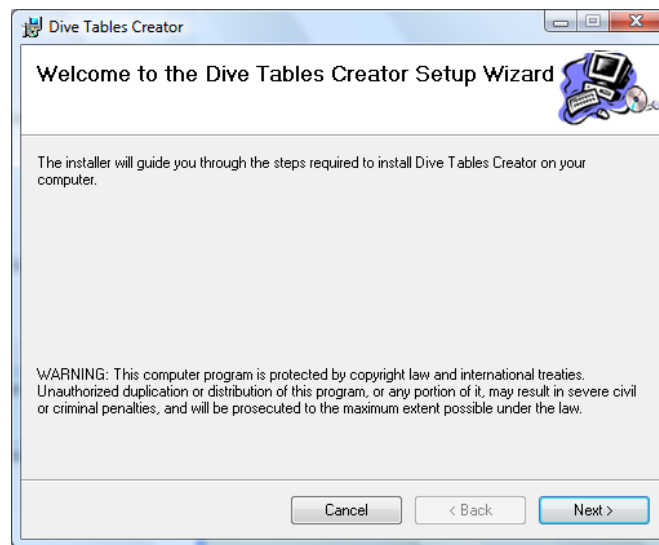 Dive Tables Creator
Welcome to the Dive Tables Creator Setup Wizard
The installer will guide you through the steps required to install Dive Tables Creator on your
computer.
WARNING: This computer program is protected by copyright law and international treaties.
Unauthorized duplication or distribution of this program, or any portion of it, may result in severe civil
or criminal penalties, and will be prosecuted to the maximum extent possible under the law.
Cancel
< Back
Next >